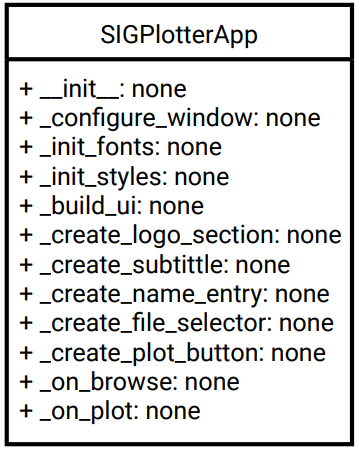 SIGPlotterApp
+ __init__: none
+ _configure_window: none
+ _init_fonts: none
+ _init_styles: none
+ _build_ui: none
+ _create_logo_section: none
+ _create_subtittle: none
+ _create_name_entry: none
+ _create_file_selector: none
+ _create_plot_button: none
+ _on_browse: none
+ _on_plot: none